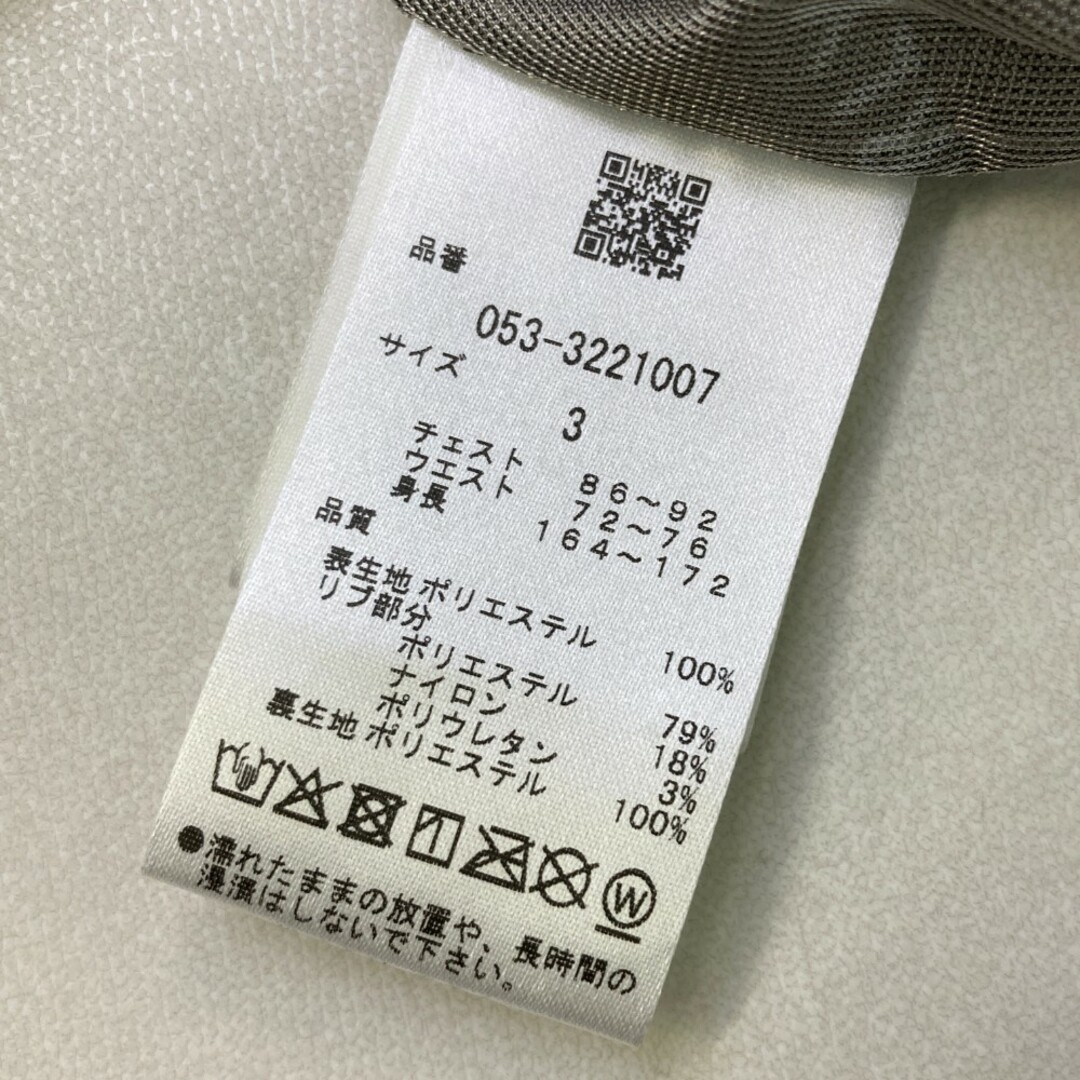 品番
053-3221007
サイズ
3
チェスト 86～92
ウエスト 72～76
身長 164～172
品質
表生地 ポリエステル 100%
リブ部分
ポリエステル 79%
ナイロン 18%
ポリウレタン 3%
裏生地 ポリエステル 100%
W
●濡れたままの放置や、長時間の
浸漬はしないで下さい。